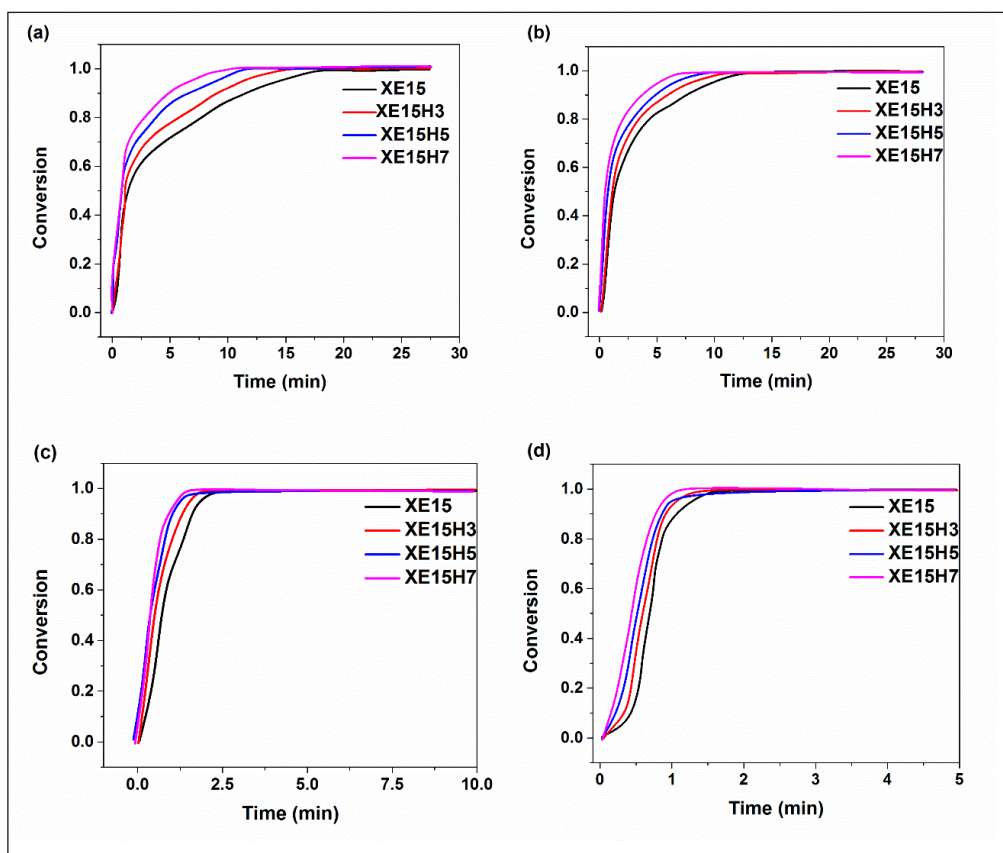 (a)
Conversion
1.0
0.8
0.6
0.4
0.2
0.0
XE15
XE15H3
XE15H5
XE15H7
0 5 10 15 20 25 30
Time (min)
(b)
Conversion
1.0
0.8
0.6
0.4
0.2
0.0
XE15
XE15H3
XE15H5
XE15H7
0 5 10 15 20 25 30
Time (min)
(c)
Conversion
1.0
0.8
0.6
0.4
0.2
0.0
XE15
XE15H3
XE15H5
XE15H7
0.0 2.5 5.0 7.5 10.0
Time (min)
(d)
Conversion
1.0
0.8
0.6
0.4
0.2
0.0
XE15
XE15H3
XE15H5
XE15H7
0 1 2 3 4 5
Time (min)